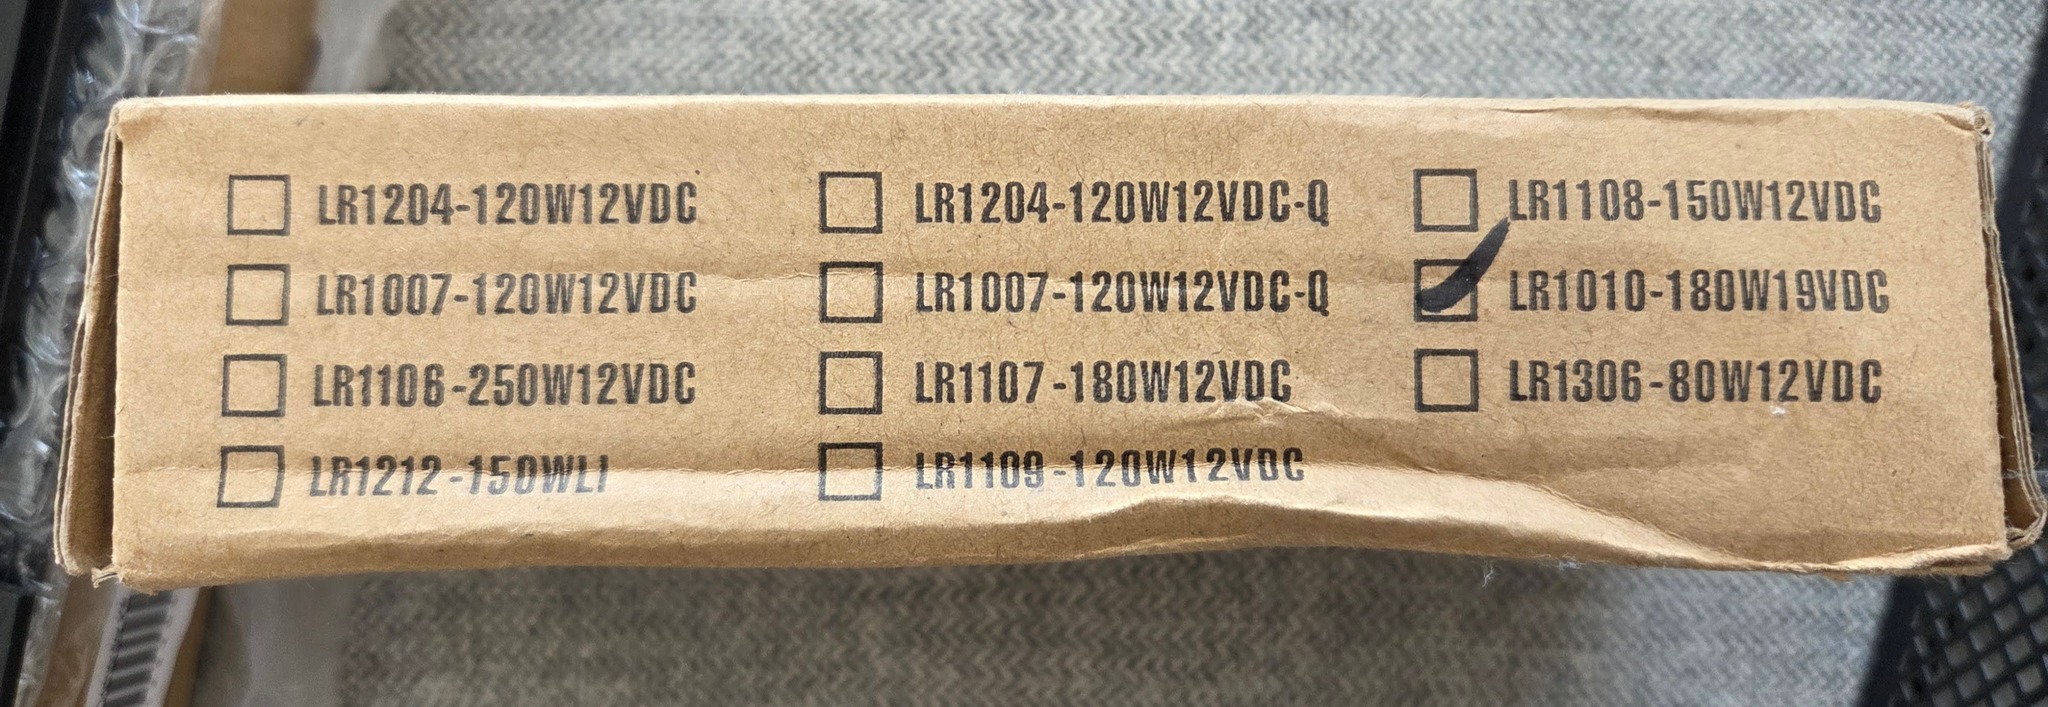 LR1204-120W12VDC LR1204-120W12VDC-Q LR1108-150W12VDC
LR1007-120W12VDC LR1007-120W12VDC-Q LR1010-180W19VDC
LR1106-250W12VDC LR1107-180W12VDC LR1306-80W12VDC
LR1212-150WLI LR1109-120W12VDC